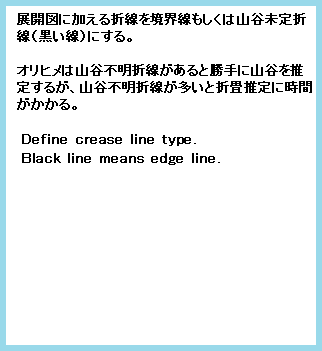 展開図に加える折線を境界線もしくは山谷未定折
線（黒い線）にする。
オリヒメは山谷不明折線があると勝手に山谷を推
定するが、山谷不明折線が多いと折畳推定に時間
がかかる。
Define crease line type.
Black line means edge line.